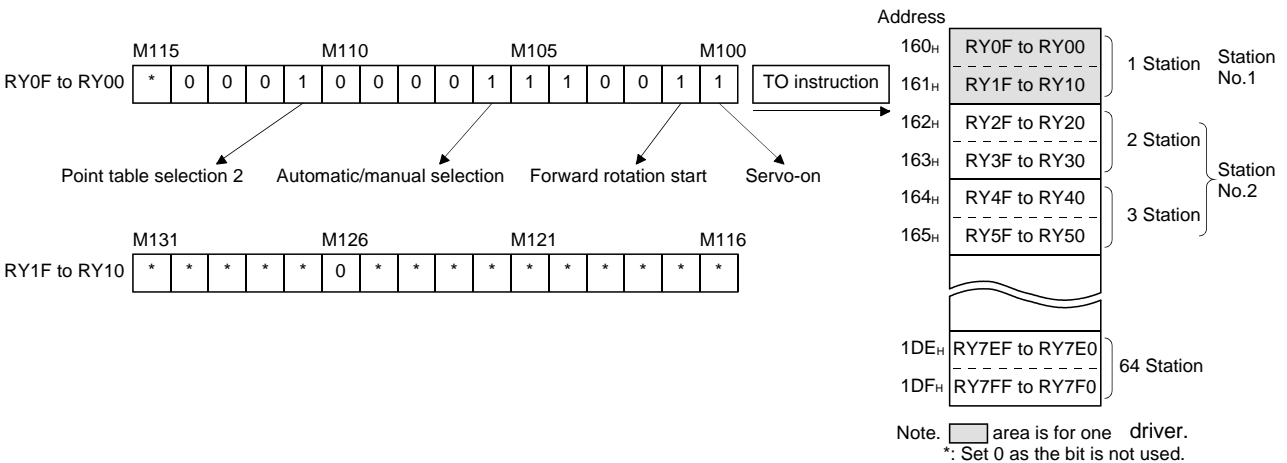 M115 M110 M105 M100
RY0F to RY00 * 0 0 0 1 0 0 0 0 1 1 1 0 0 1 1 TO instruction
Point table selection 2 Automatic/manual selection Forward rotation start Servo-on
M131 M126 M121 M116
RY1F to RY10 * * * * * 0 * * * * * * * * * *
Address
160H RY0F to RY00
161H RY1F to RY10
1 Station
Station
No.1
162H RY2F to RY20
163H RY3F to RY30
2 Station
164H RY4F to RY40
165H RY5F to RY50
3 Station
Station
No.2
1DEH RY7EF to RY7E0
1DFH RY7FF to RY7F0
64 Station
Note. area is for one driver.
*: Set 0 as the bit is not used.